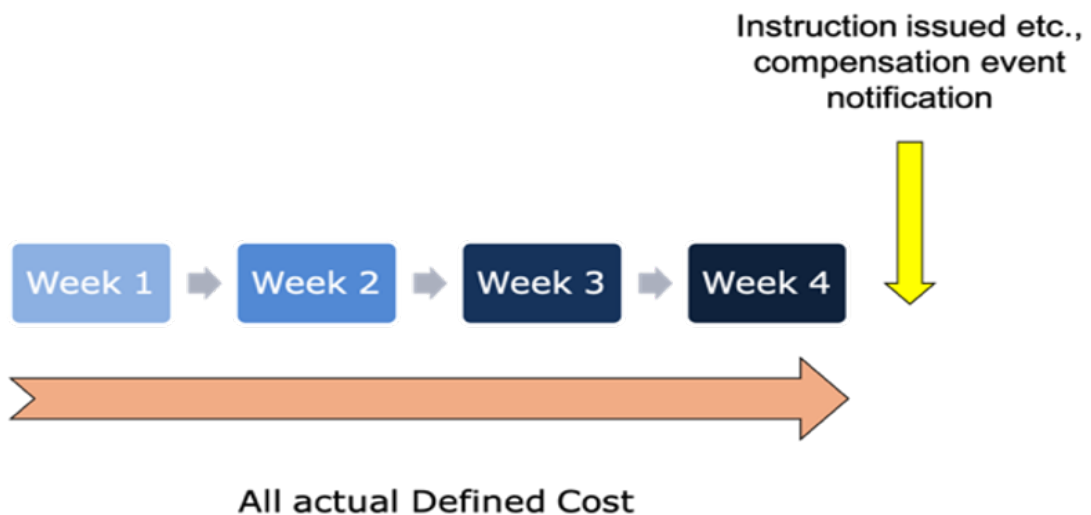 Instruction issued etc.,
compensation event
notification
Week 1
Week 2
Week 3
Week 4
All actual Defined Cost